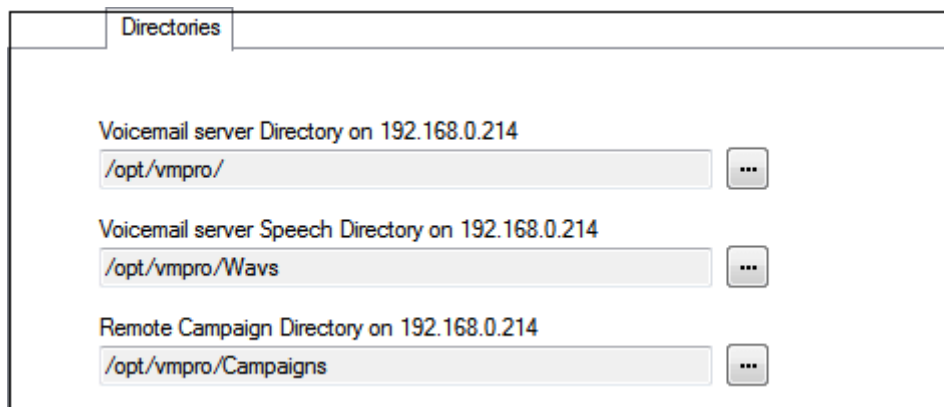 Directories
Voicemail server Directory on 192.168.0.214
/opt/vmpro/
...
Voicemail server Speech Directory on 192.168.0.214
/opt/vmpro/Wavs
...
Remote Campaign Directory on 192.168.0.214
/opt/vmpro/Campaigns
...